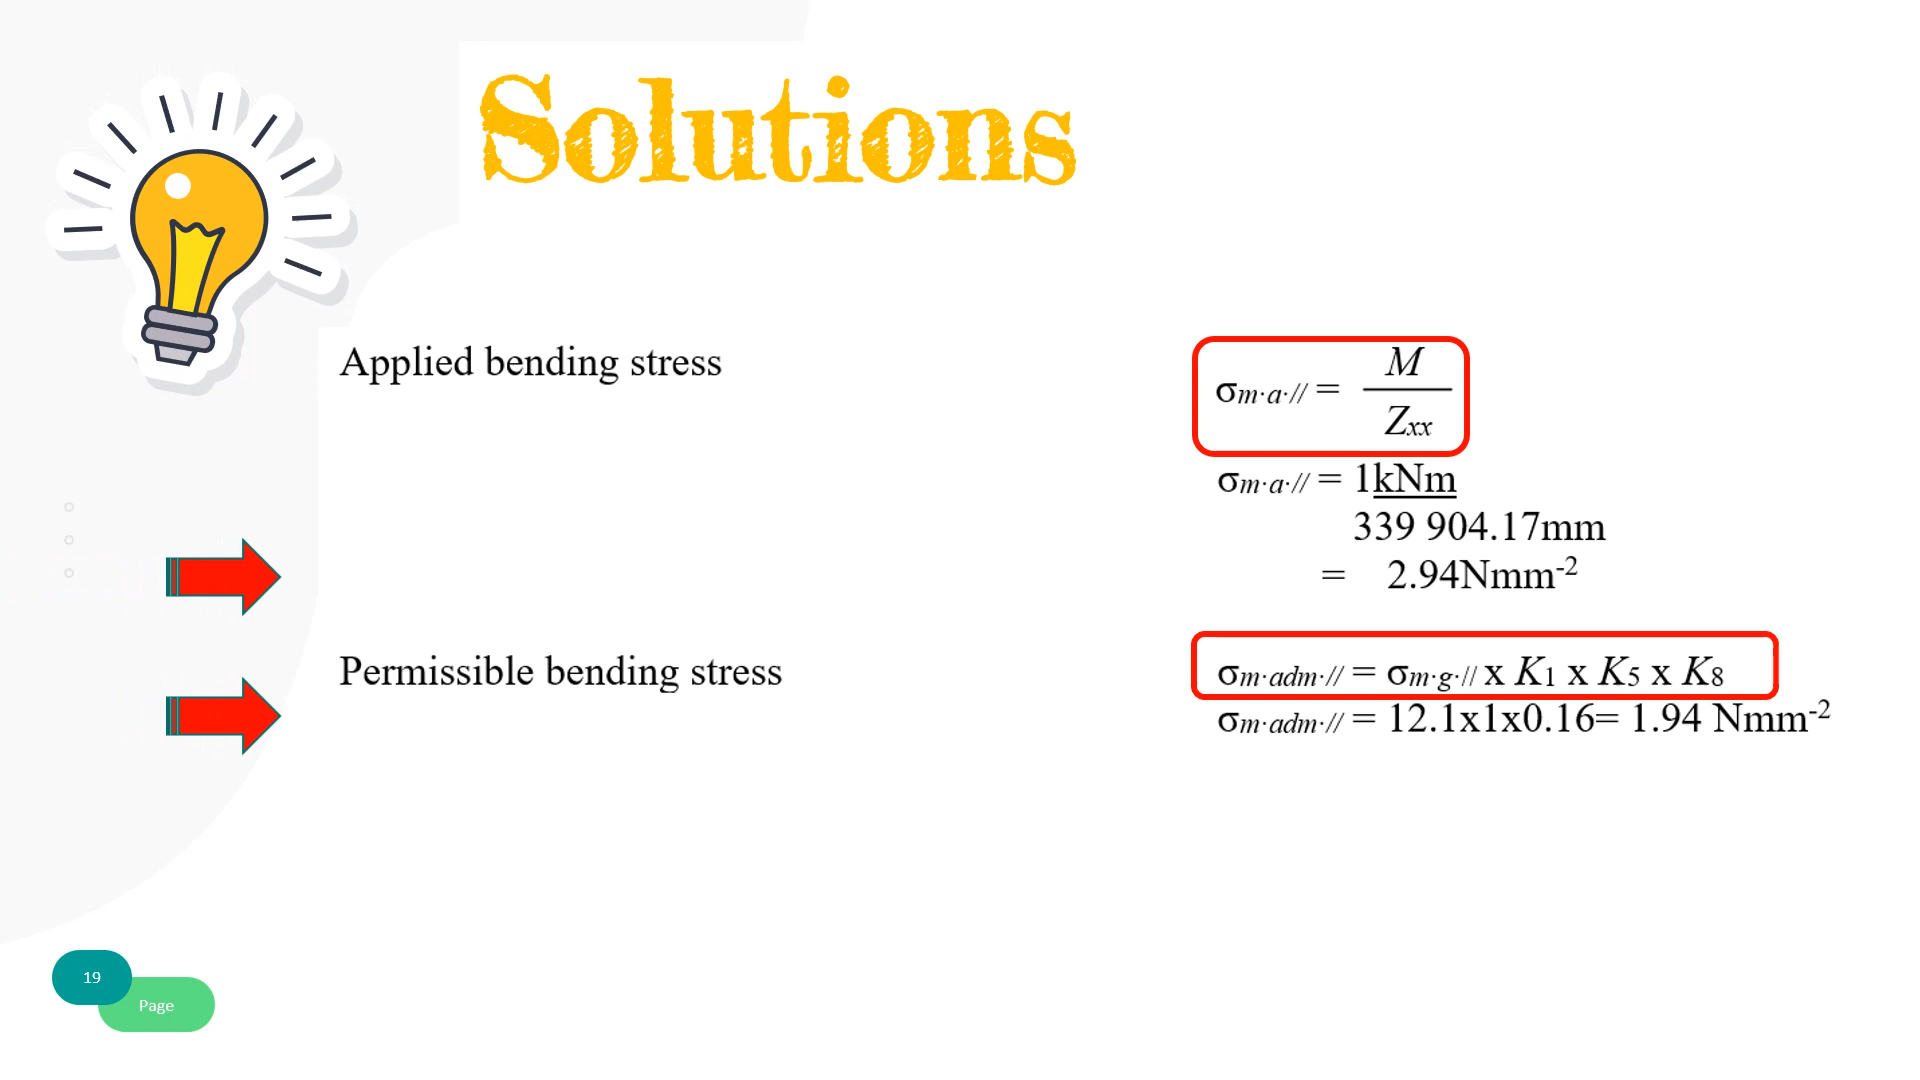 Solutions
Applied bending stress
σm·a·// = M
Zxx
σm·a·// = 1kNm
339 904.17mm
= 2.94Nmm-2
Permissible bending stress
σm·adm·// = σm·g·// x K1 x K5 x K8
σm·adm·// = 12.1x1x0.16= 1.94 Nmm-2
19
Page